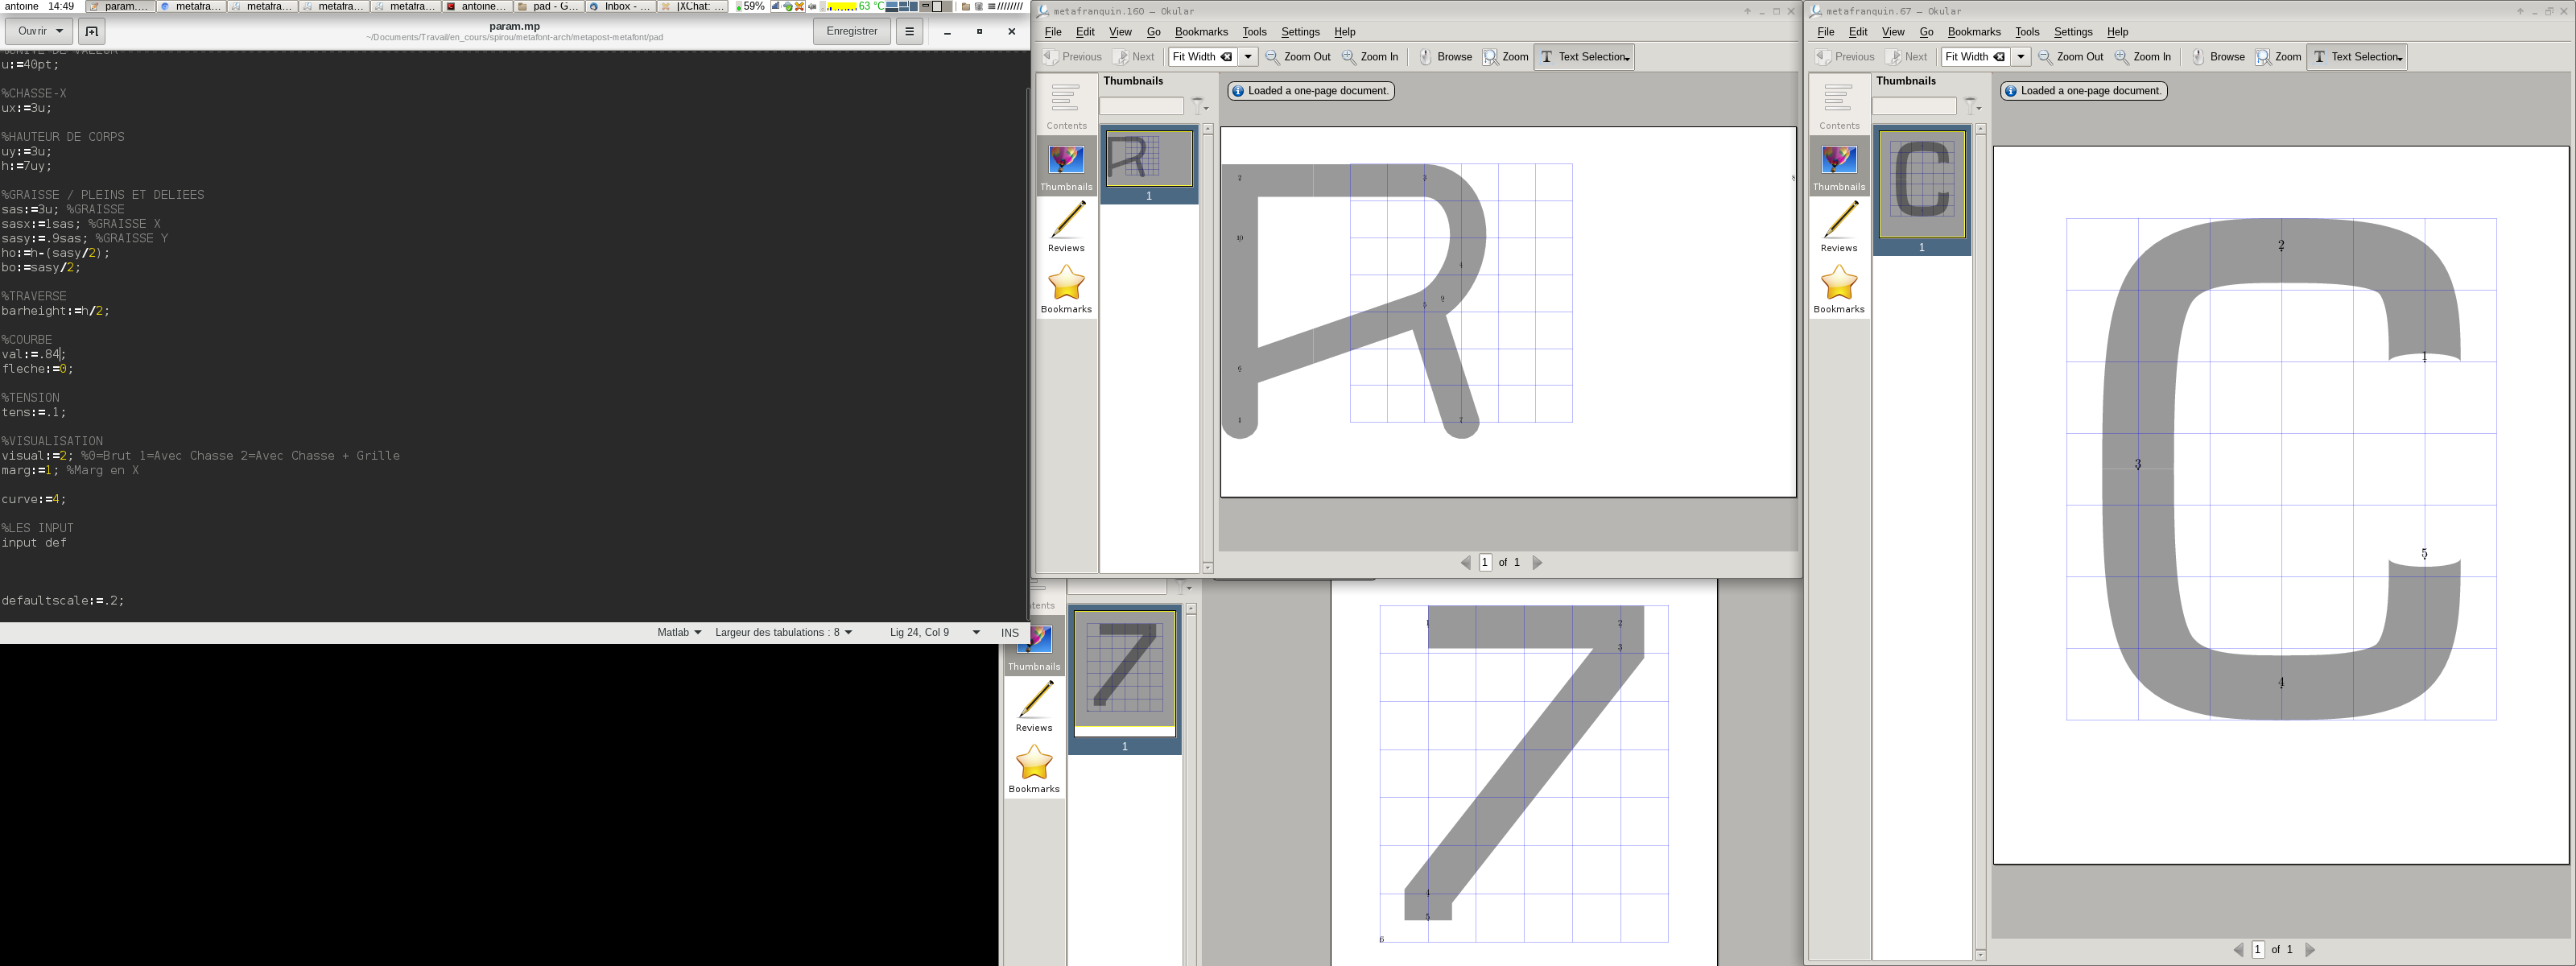 antoine 14:49 param.... metafra... metafra... metafra... metafra... antoine... pad - G... Inbox - ... |XChat: ... 59% 63 °C
Ouvrir
param.mp
~/Documents/Travail/en_cours/spirou/metafont-arch/metapost-metafont/pad
Enregistrer
u:=40pt;
%CHASSE-X
ux:=3u;
%HAUTEUR DE CORPS
uy:=3u;
h:=7uy;
%GRAISSE / PLEINS ET DELIEES
sas:=3u; %GRAISSE
sasx:=1sas; %GRAISSE X
sasy:=.9sas; %GRAISSE Y
ho:=h-(sasy/2);
bo:=sasy/2;
%TRAVERSE
barheight:=h/2;
%COURBE
val:=.84;
fleche:=0;
%TENSION
tens:=.1;
%VISUALISATION
visual:=2; %0=Brut 1=Avec Chasse 2=Avec Chasse + Grille
marg:=1; %Marg en X
curve:=4;
%LES INPUT
input def
defaultscale:=.2;
Matlab Largeur des tabulations : 8 Lig 24, Col 9 INS
metafranquin.160 – Okular
File Edit View Go Bookmarks Tools Settings Help
Previous Next Fit Width Zoom Out Zoom In Browse Zoom Text Selection
Thumbnails
Loaded a one-page document.
Contents
Thumbnails
1
Reviews
Bookmarks
2
3
10
4
9
5
6
1
7
1 of 1
Thumbnails
1
Reviews
Bookmarks
1
2
3
4
5
6
metafranquin.67 – Okular
File Edit View Go Bookmarks Tools Settings Help
Previous Next Fit Width Zoom Out Zoom In Browse Zoom Text Selection
Thumbnails
Loaded a one-page document.
Contents
Thumbnails
1
Reviews
Bookmarks
2
1
3
5
4
1 of 1